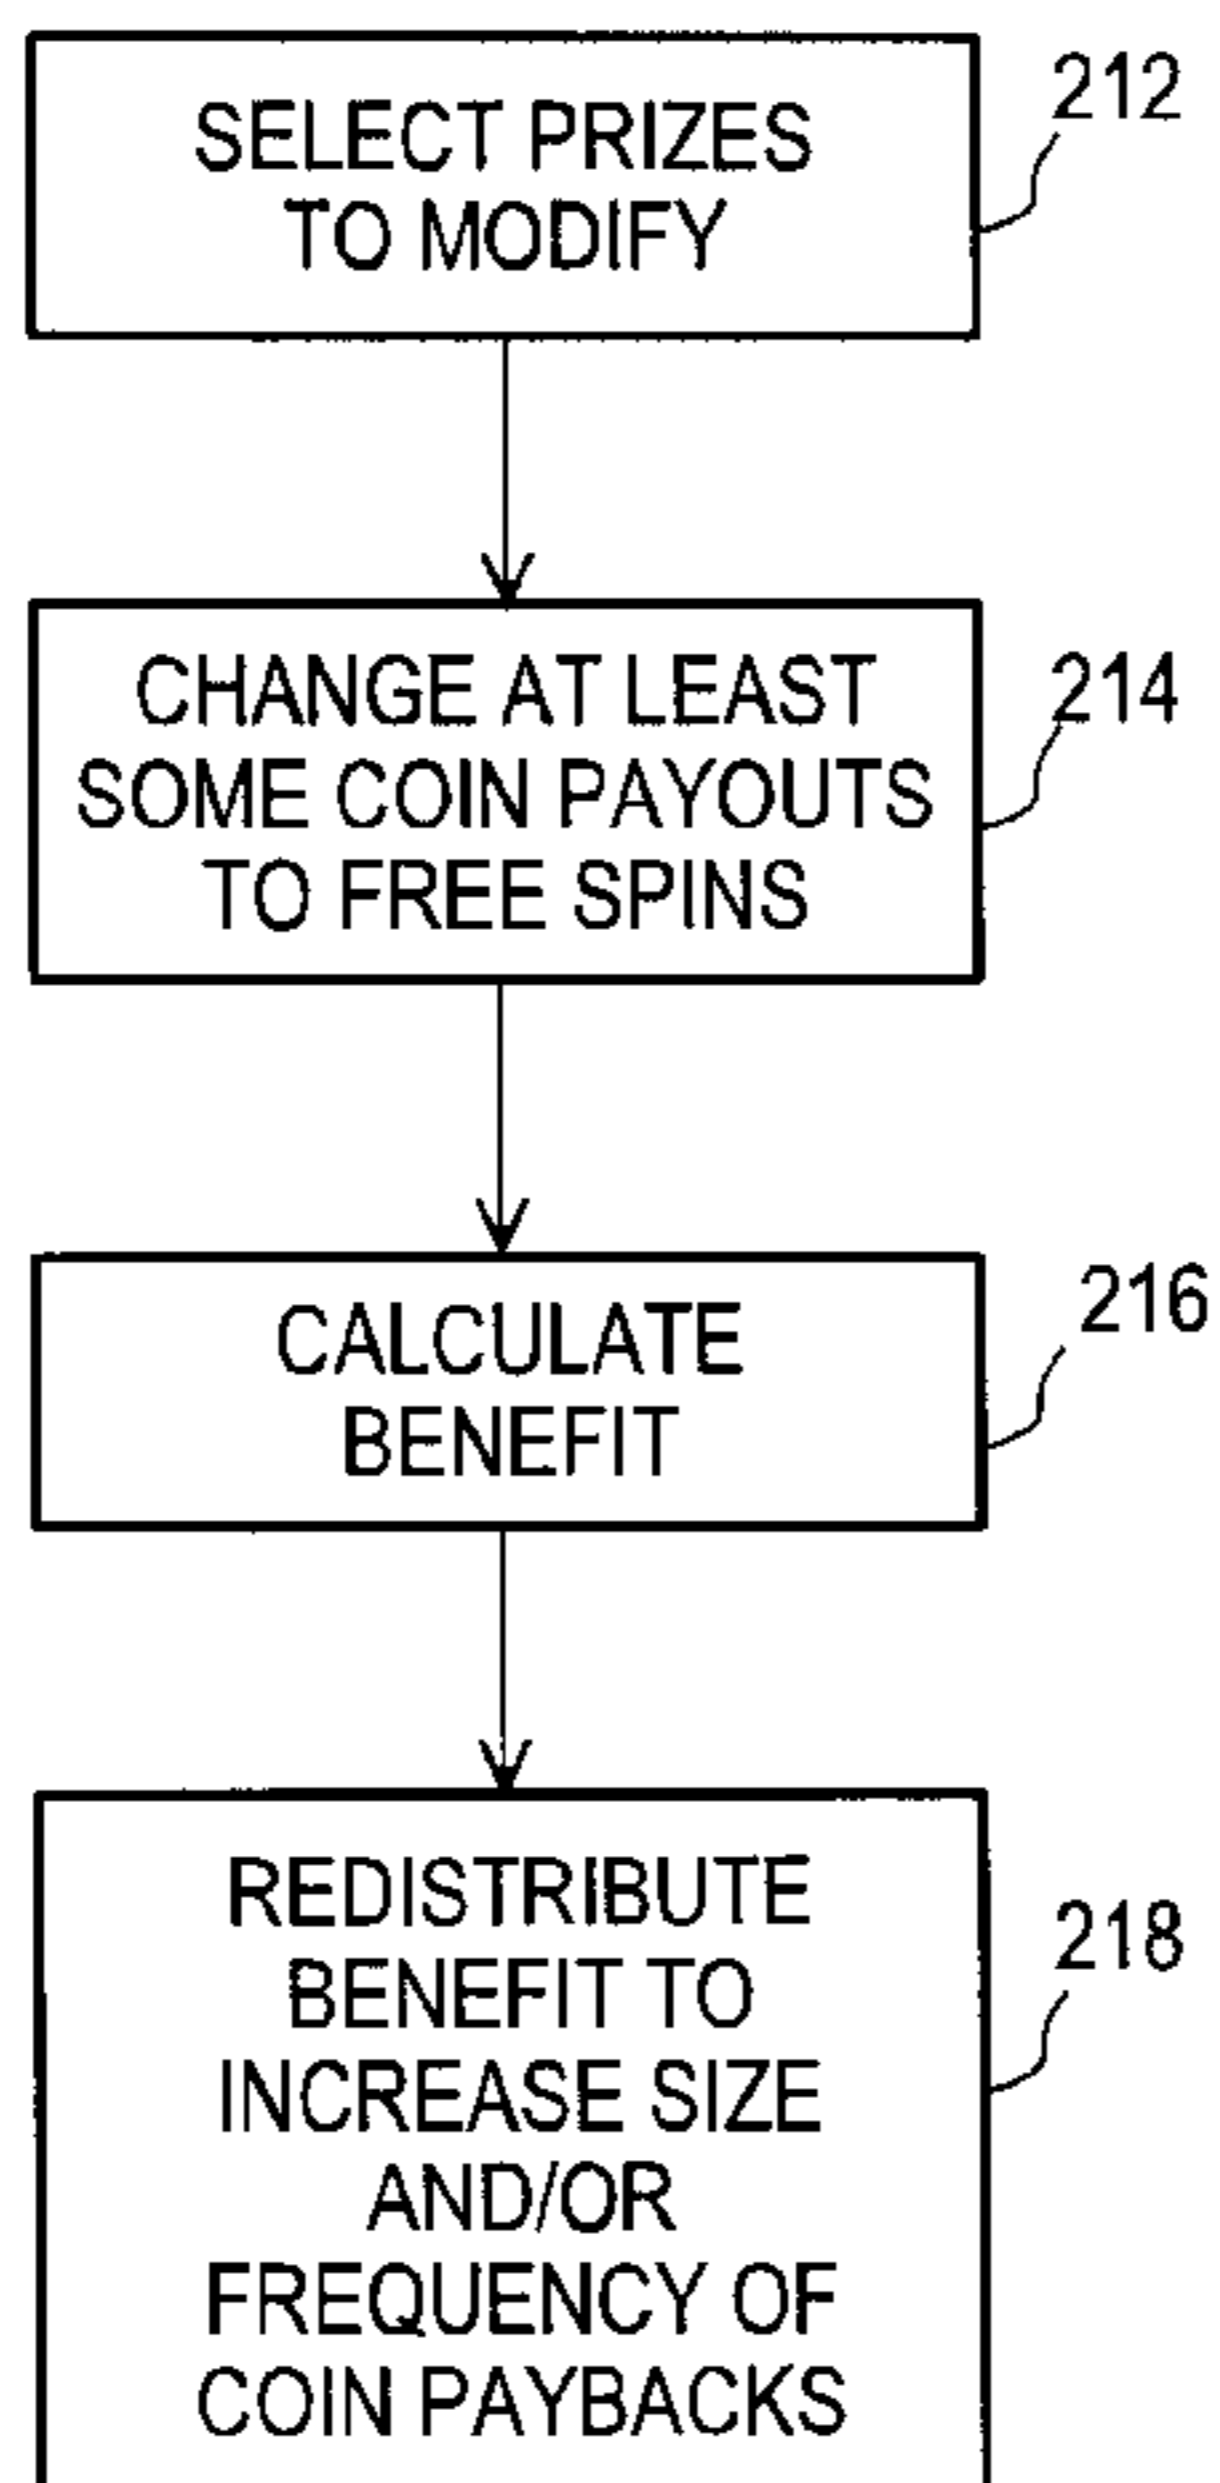 SELECT PRIZES
TO MODIFY
212
CHANGE AT LEAST
SOME COIN PAYOUTS
TO FREE SPINS
214
CALCULATE
BENEFIT
216
REDISTRIBUTE
BENEFIT TO
INCREASE SIZE
AND/OR
FREQUENCY OF
COIN PAYBACKS
218